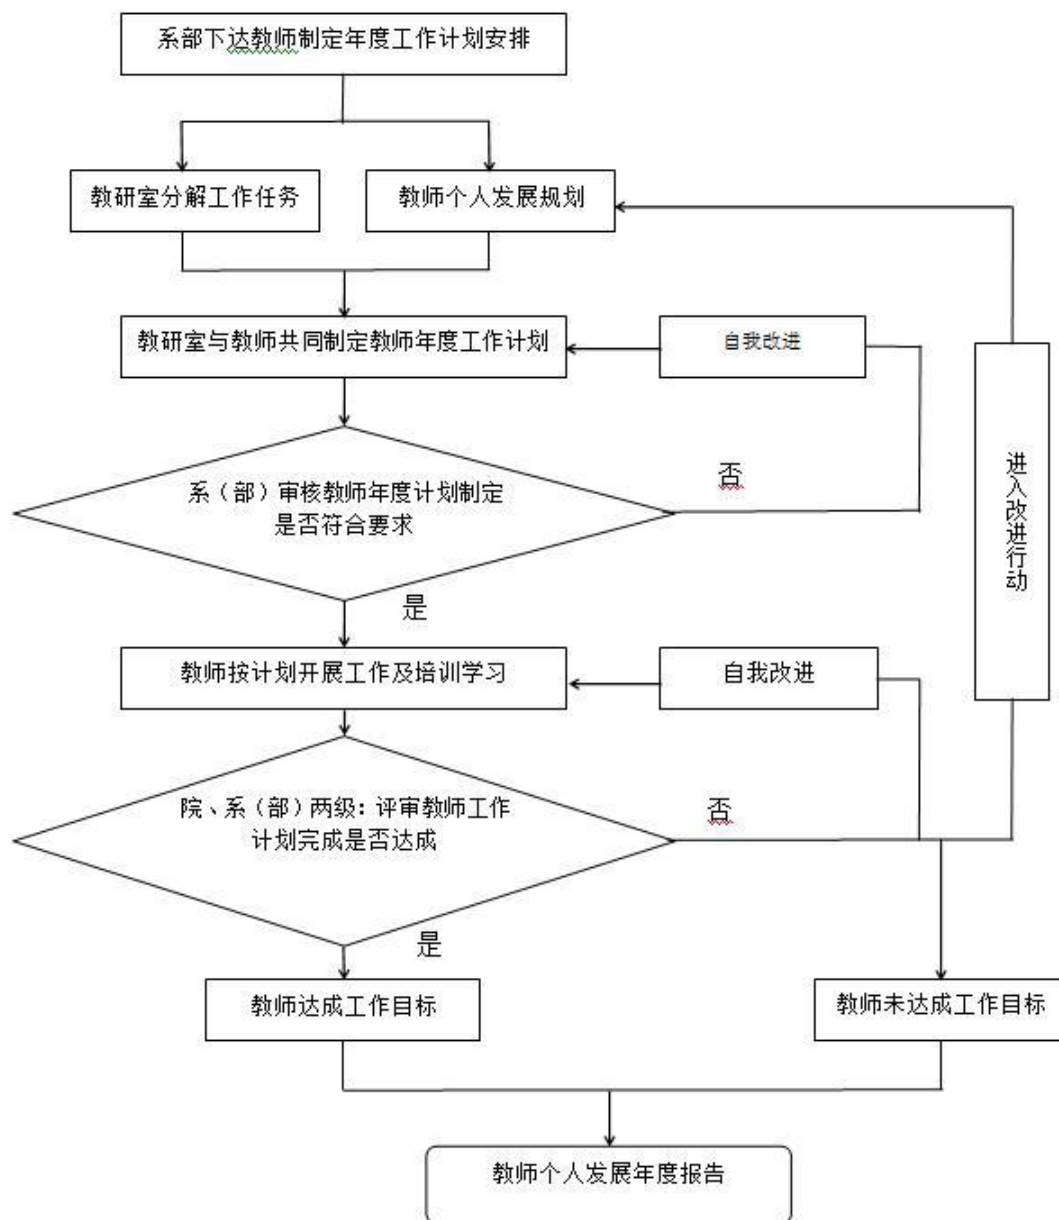 系部下达教师制定年度工作计划安排
教研室分解工作任务
教师个人发展规划
教研室与教师共同制定教师年度工作计划
自我改进
系（部）审核教师年度计划制定
是否符合要求
否
进入改进行动
是
教师按计划开展工作及培训学习
自我改进
院、系（部）两级：评审教师工作
计划完成是否达成
否
是
教师达成工作目标
教师未达成工作目标
教师个人发展年度报告